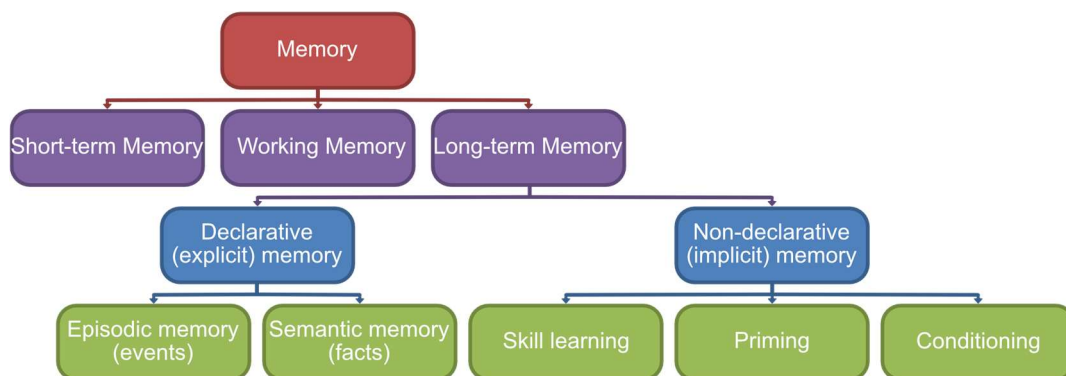 Memory
Short-term Memory
Working Memory
Long-term Memory
Declarative
(explicit) memory
Non-declarative
(implicit) memory
Episodic memory
(events)
Semantic memory
(facts)
Skill learning
Priming
Conditioning